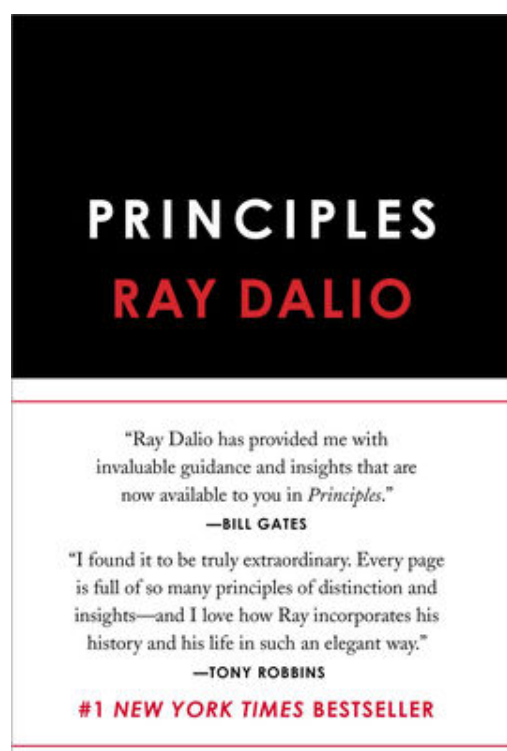 PRINCIPLES
RAY DALIO
“Ray Dalio has provided me with
invaluable guidance and insights that are
now available to you in Principles.”
—BILL GATES
“I found it to be truly extraordinary. Every page
is full of so many principles of distinction and
insights—and I love how Ray incorporates his
history and his life in such an elegant way.”
—TONY ROBBINS
#1 NEW YORK TIMES BESTSELLER